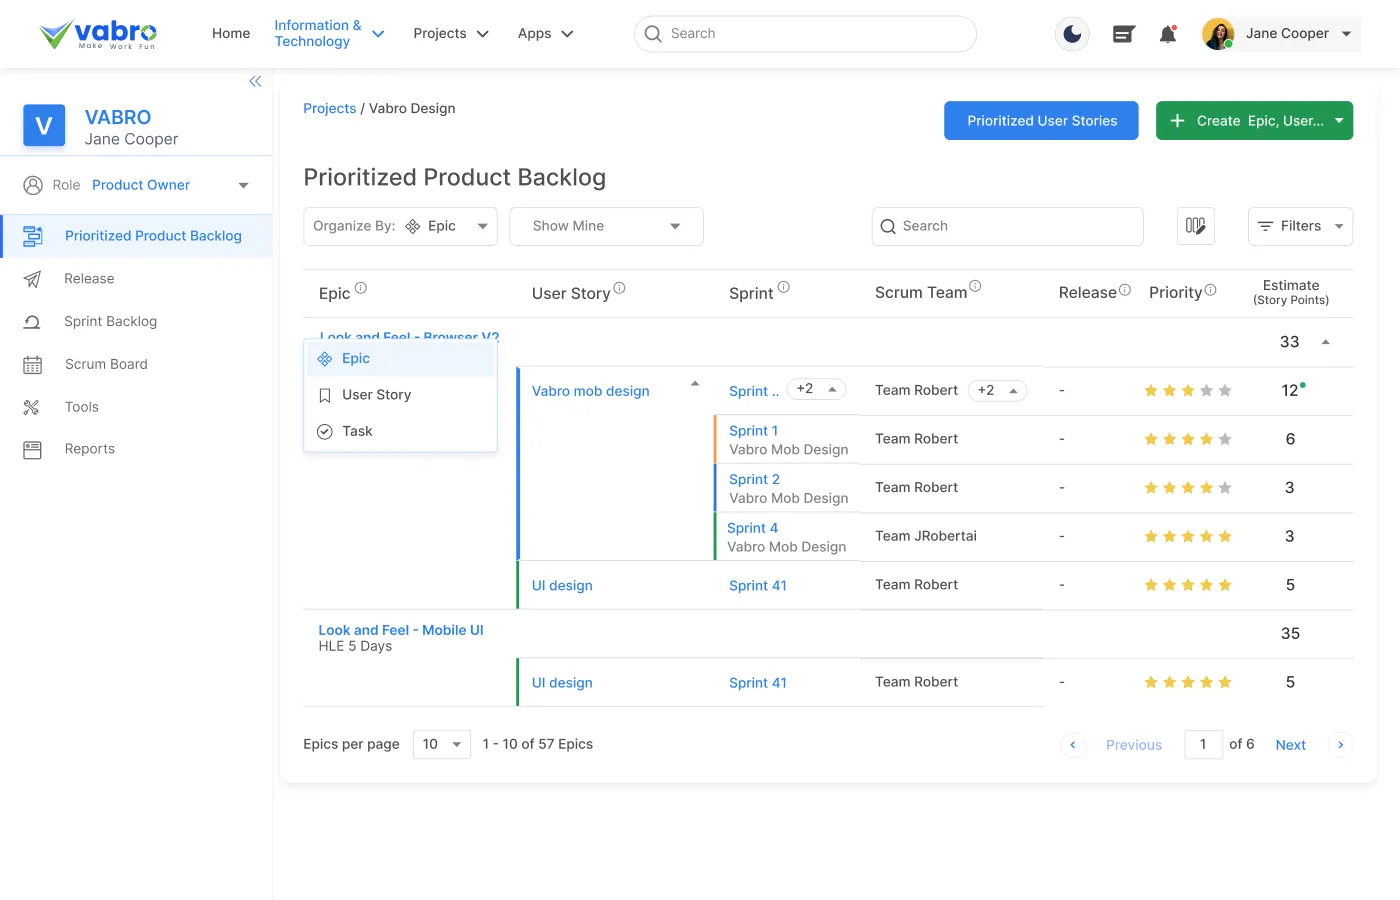 vabro
Make Work Fun
Home
Information &
Technology
Projects
Apps
Search
Jane Cooper
V
VABRO
Jane Cooper
Role Product Owner
Prioritized Product Backlog
Release
Sprint Backlog
Scrum Board
Tools
Reports
Projects / Vabro Design
Prioritized User Stories
+ Create Epic, User...
Prioritized Product Backlog
Organize By: Epic
Show Mine
Search
Filters
Epic User Story Sprint Scrum Team Release Priority Estimate
(Story Points)
Look and Feel - Browser V2 33
Epic
User Story
Task
Vabro mob design Sprint .. +2 Team Robert +2 - 12
Sprint 1 Team Robert - 6
Vabro Mob Design
Sprint 2 Team Robert - 3
Vabro Mob Design
Sprint 4 Team JRobertai - 3
Vabro Mob Design
UI design Sprint 41 Team Robert - 5
Look and Feel - Mobile UI 35
HLE 5 Days
UI design Sprint 41 Team Robert - 5
Epics per page 10 1 - 10 of 57 Epics
Previous 1 of 6 Next